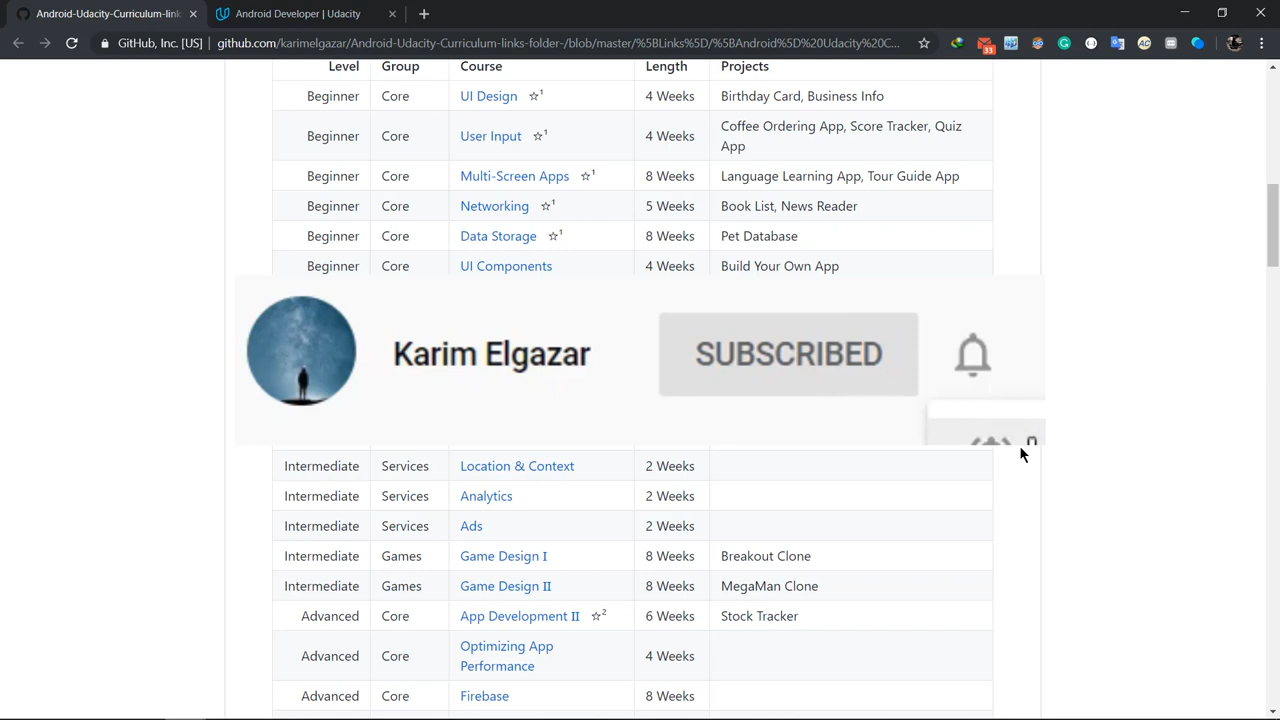 Android-Udacity-Curriculum-link
Android Developer | Udacity
GitHub, Inc. [US] | github.com/karimelgazar/Android-Udacity-Curriculum-links-folder-/blob/master/%5BLinks%5D/%5BAndroid%5D%20Udacity%20C...
33
Level Group Course Length Projects
Beginner Core UI Design ☆1 4 Weeks Birthday Card, Business Info
Beginner Core User Input ☆1 4 Weeks Coffee Ordering App, Score Tracker, Quiz
App
Beginner Core Multi-Screen Apps ☆1 8 Weeks Language Learning App, Tour Guide App
Beginner Core Networking ☆1 5 Weeks Book List, News Reader
Beginner Core Data Storage ☆1 8 Weeks Pet Database
Beginner Core UI Components 4 Weeks Build Your Own App
Karim Elgazar SUBSCRIBED
Intermediate Services Location & Context 2 Weeks
Intermediate Services Analytics 2 Weeks
Intermediate Services Ads 2 Weeks
Intermediate Games Game Design I 8 Weeks Breakout Clone
Intermediate Games Game Design II 8 Weeks MegaMan Clone
Advanced Core App Development II ☆2 6 Weeks Stock Tracker
Advanced Core Optimizing App
Performance 4 Weeks
Advanced Core Firebase 8 Weeks